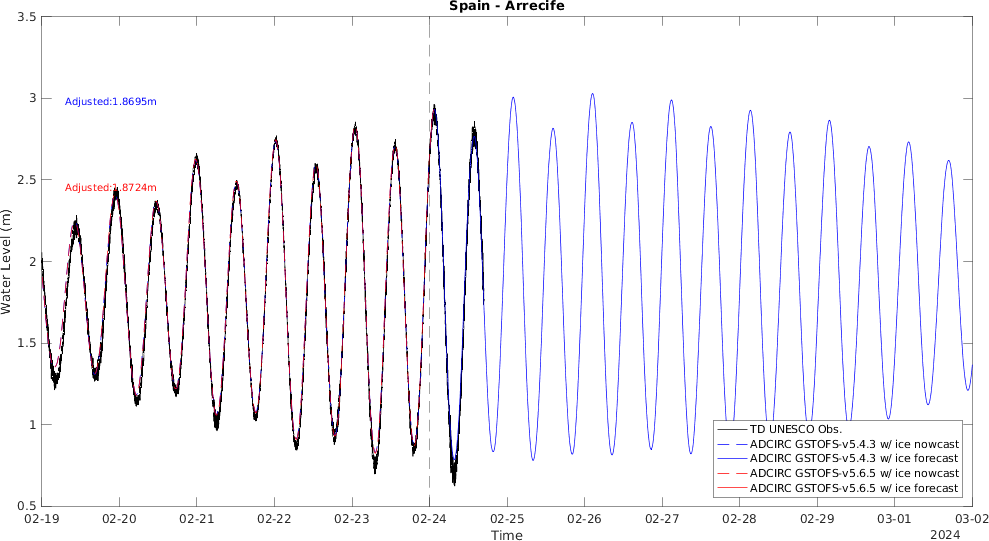 Spain - Arrecife
Water Level (m)
3.5
3
2.5
2
1.5
1
0.5
Adjusted:1.8695m
Adjusted:1.8724m
TD UNESCO Obs.
ADCIRC GSTOFS-v5.4.3 w/ ice nowcast
ADCIRC GSTOFS-v5.4.3 w/ ice forecast
ADCIRC GSTOFS-v5.6.5 w/ ice nowcast
ADCIRC GSTOFS-v5.6.5 w/ ice forecast
02-19 02-20 02-21 02-22 02-23 02-24 02-25 02-26 02-27 02-28 02-29 03-01 03-02
Time
2024